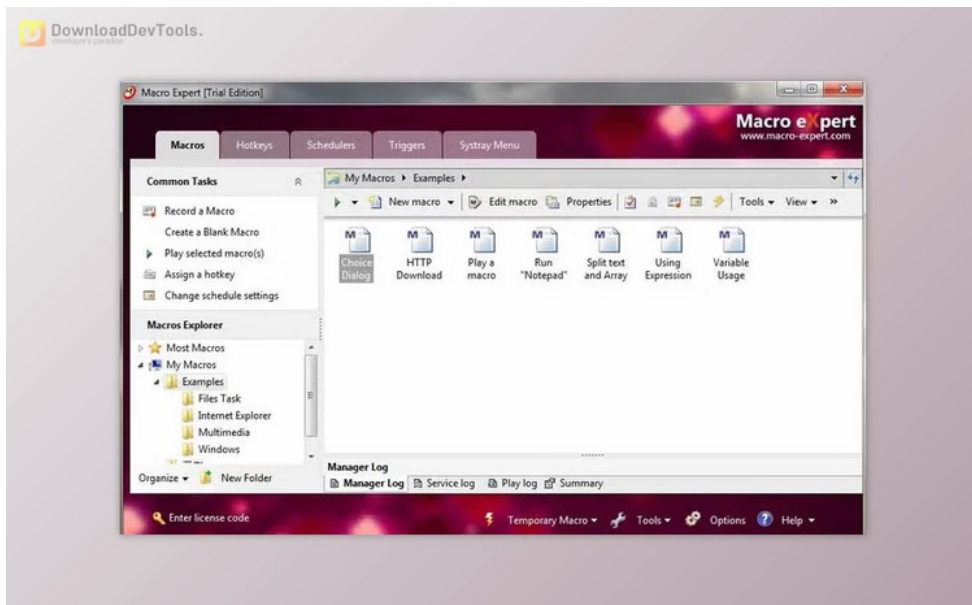 DownloadDevTools.
developer's paradise
Macro Expert [Trial Edition]
Macro eXpert
www.macro-expert.com
Macros Hotkeys Schedulers Triggers Systray Menu
Common Tasks
My Macros Examples
New macro Edit macro Properties Tools View
Record a Macro
Create a Blank Macro
Play selected macro(s)
Assign a hotkey
Change schedule settings
Choice Dialog
HTTP Download
Play a macro
Run "Notepad"
Split text and Array
Using Expression
Variable Usage
Macros Explorer
Most Macros
My Macros
Examples
Files Task
Internet Explorer
Multimedia
Windows
Organize New Folder
Manager Log
Manager Log Service log Play log Summary
Enter license code
Temporary Macro Tools Options Help